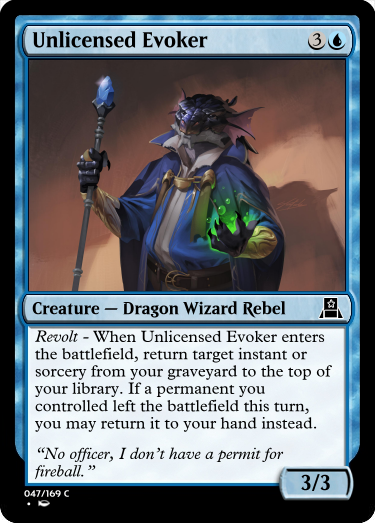 Unlicensed Evoker 3
Creature — Dragon Wizard Rebel
Revolt - When Unlicensed Evoker enters
the battlefield, return target instant or
sorcery from your graveyard to the top of
your library. If a permanent you
controlled left the battlefield this turn,
you may return it to your hand instead.
“No officer, I don't have a permit for
fireball.”
3/3
047/169 C